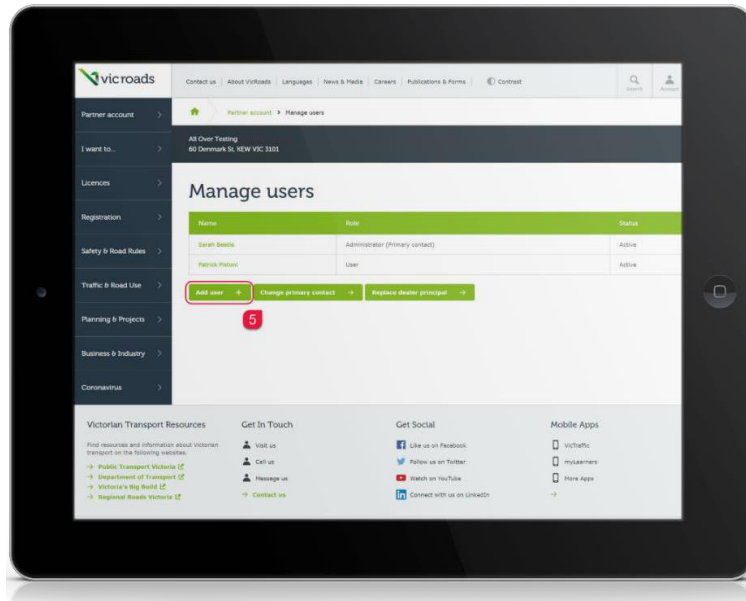 vicroads
Contact us About VicRoads Languages News & Media Careers Publications & Forms Contrast
Search Account
Partner account
Partner account Manage users
I want to...
All Over Testing
60 Denmark St, KEW VIC 3101
Licences
Manage users
Registration
Name Role Status
Safety & Road Rules
Sarah Beetle Administrator (Primary contact) Active
Patrick Pistoni User Active
Traffic & Road Use
Add user + Change primary contact → Replace dealer principal →
5
Planning & Projects
Business & Industry
Coronavirus
Victorian Transport Resources
Find resources and information about Victorian
transport on the following websites.
→ Public Transport Victoria
→ Department of Transport
→ Victoria's Big Build
→ Regional Roads Victoria
Get In Touch
Visit us
Call us
Message us
→ Contact us
Get Social
Like us on Facebook
Follow us on Twitter
Watch on YouTube
Connect with us on LinkedIn
Mobile Apps
VicTraffic
myLearners
More Apps
→